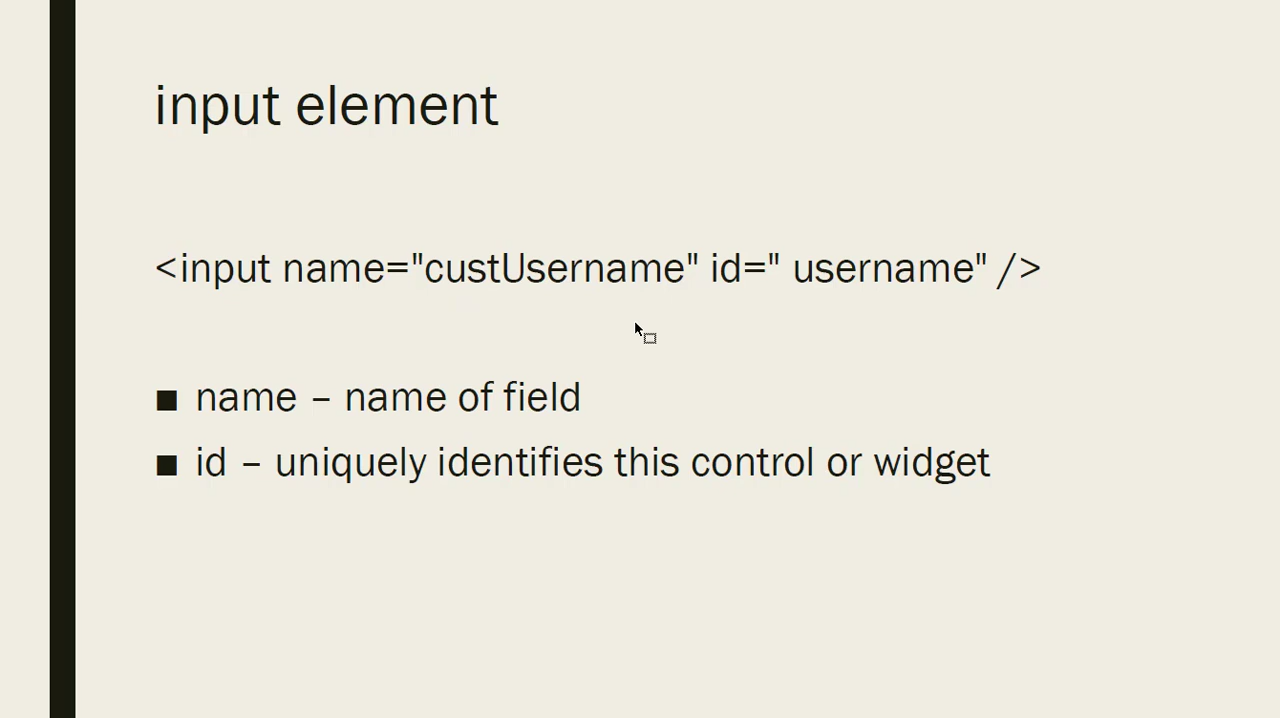 input element
<input name="custUsername" id=" username" />
■ name – name of field
■ id – uniquely identifies this control or widget